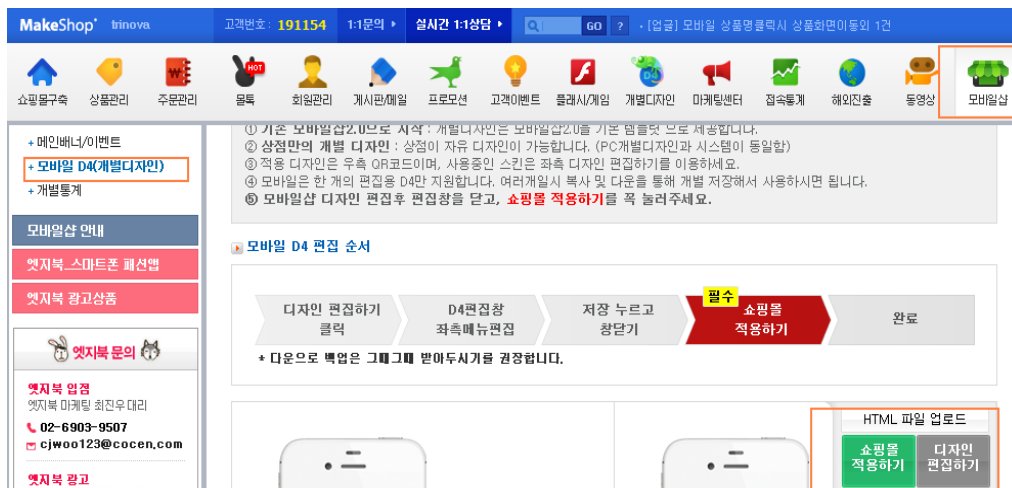 MakeShop trinova 고객번호 : 191154 1:1문의 실시간 1:1상담 GO ? · [업글] 모바일 상품명클릭시 상품화면이동외 1건
HOT
쇼핑몰구축 상품관리 주문관리 몰톡 회원관리 게시판/메일 프로모션 고객이벤트 플래시/게임 개별디자인 마케팅센터 접속통계 해외진출 동영상 모바일샵
+ 메인배너/이벤트
+ 모바일 D4(개별디자인)
+ 개별통계
모바일샵 안내
엣지북_스마트폰 패션앱
엣지북 광고상품
엣지북 문의
엣지북 입점
엣지북 마케팅 최진우 대리
02-6903-9507
cjwoo123@cocen.com
엣지북 광고
① 기존 모바일샵2.0으로 시작 : 개별디자인은 모바일샵2.0을 기본 템플릿 으로 제공합니다.
② 상점만의 개별 디자인 : 상점이 자유 디자인이 가능합니다. (PC개별디자인과 시스템이 동일함)
③ 적용 디자인은 우측 QR코드이며, 사용중인 스킨은 좌측 디자인 편집하기를 이용하세요.
④ 모바일은 한 개의 편집용 D4만 지원합니다. 여러개일시 복사 및 다운을 통해 개별 저장해서 사용하시면 됩니다.
⑤ 모바일샵 디자인 편집후 편집창을 닫고, 쇼핑몰 적용하기를 꼭 눌러주세요.
모바일 D4 편집 순서
디자인 편집하기
클릭
D4편집창
좌측메뉴편집
저장 누르고
창닫기
필수
쇼핑몰
적용하기
완료
* 다운으로 백업은 그때그때 받아두시기를 권장합니다.
HTML 파일 업로드
쇼핑몰
적용하기
디자인
편집하기